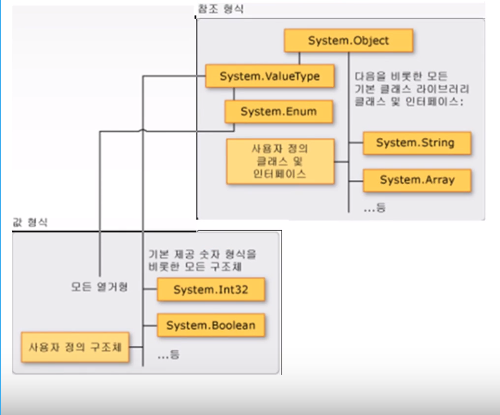 참조 형식
System.Object
System.ValueType
System.Enum
다음을 비롯한 모든
기본 클래스 라이브러리
클래스 및 인터페이스:
사용자 정의
클래스 및
인터페이스
System.String
System.Array
...등
값 형식
기본 제공 숫자 형식을
비롯한 모든 구조체
모든 열거형
System.Int32
System.Boolean
사용자 정의 구조체
...등